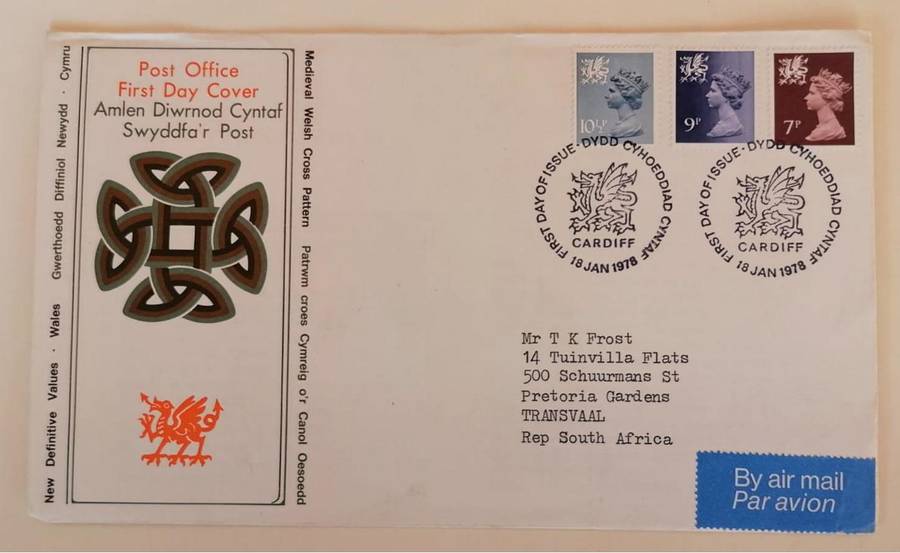 New Definitive Values · Wales Gwerthoedd Diffiniol Newydd · Cymru
Post Office
First Day Cover
Amlen Diwrnod Cyntaf
Swyddfa'r Post
Medieval Welsh Cross Pattern Patrwm croes Cymreig o'r Canol Oesoedd
10½P
9P
7P
FIRST DAY OF ISSUE · DYDD CYHOEDDIAD CYNTAF
CARDIFF
18 JAN 1978
FIRST DAY OF ISSUE · DYDD CYHOEDDIAD CYNTAF
CARDIFF
18 JAN 1978
Mr T K Frost
14 Tuinvilla Flats
500 Schuurmans St
Pretoria Gardens
TRANSVAAL
Rep South Africa
By air mail
Par avion